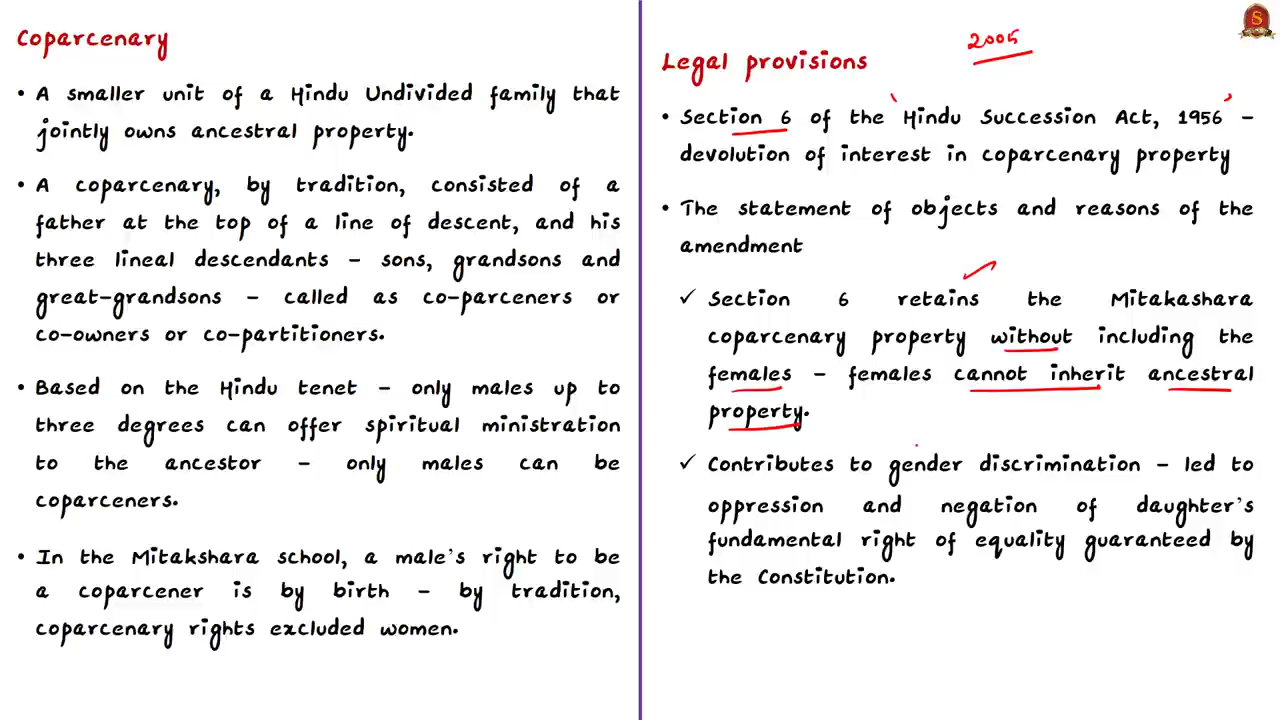 Coparcenary
• A smaller unit of a Hindu Undivided family that
jointly owns ancestral property.
• A coparcenary, by tradition, consisted of a
father at the top of a line of descent, and his
three lineal descendants – sons, grandsons and
great-grandsons – called as co-parceners or
co-owners or co-partitioners.
• Based on the Hindu tenet – only males up to
three degrees can offer spiritual ministration
to the ancestor – only males can be
coparceners.
• In the Mitakshara school, a male's right to be
a coparcener is by birth – by tradition,
coparcenary rights excluded women.
S
2005
Legal provisions
• Section 6 of the 'Hindu Succession Act, 1956' –
devolution of interest in coparcenary property
• The statement of objects and reasons of the
amendment
✓ Section 6 retains the Mitakashara
coparcenary property without including the
females – females cannot inherit ancestral
property.
✓ Contributes to gender discrimination – led to
oppression and negation of daughter's
fundamental right of equality guaranteed by
the Constitution.